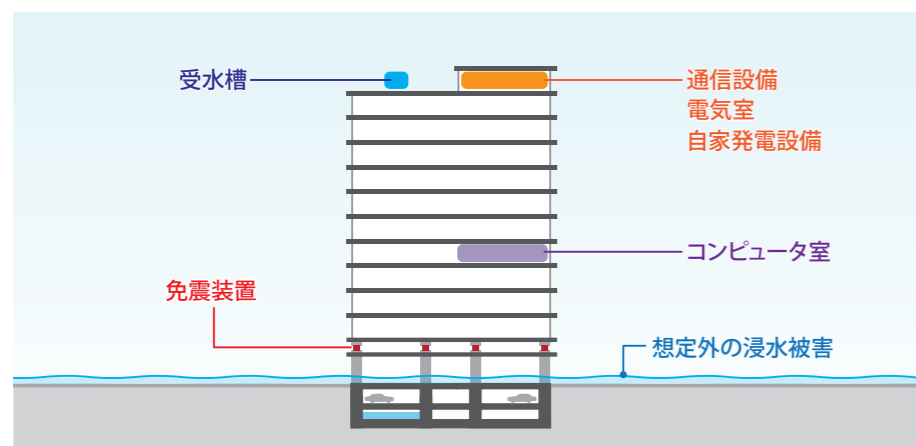 受水槽
通信設備
電気室
自家発電設備
コンピュータ室
免震装置
想定外の浸水被害